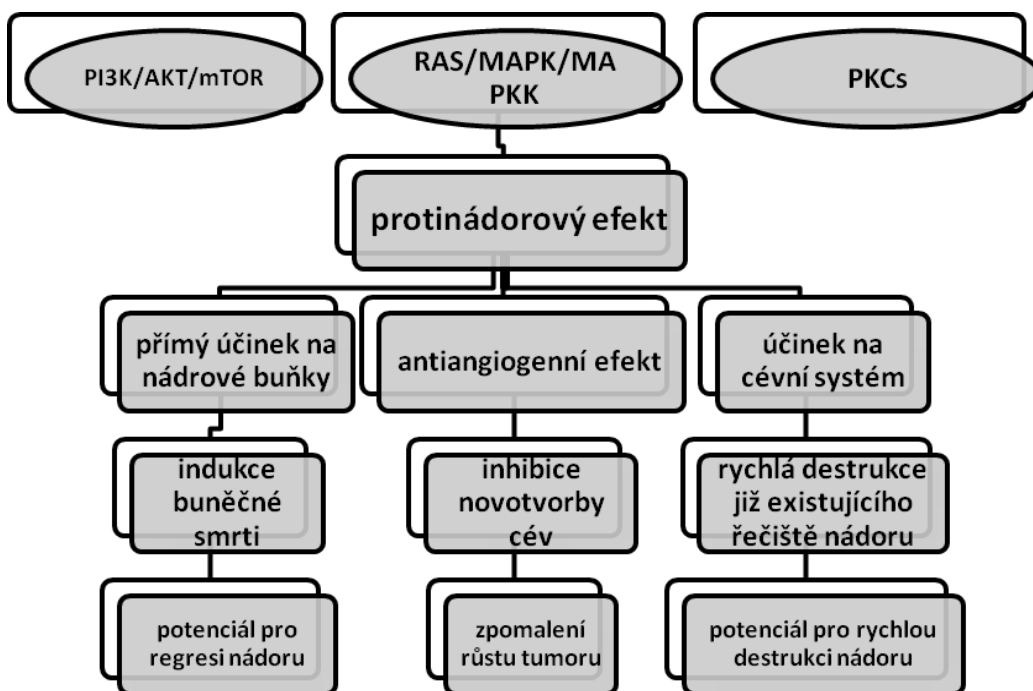 PI3K/AKT/mTOR
RAS/MAPK/MA
PKK
PKCs
protinádorový efekt
přímý účinek na
nádrové buňky
antiangiogenní efekt
účinek na
cévní systém
indukce
buněčné
smrti
inhibice
novotvorby
cév
rychlá destrukce
již existujícího
řečiště nádoru
potenciál pro
regresi nádoru
zpomalení
růstu tumoru
potenciál pro rychlou
destrukci nádoru